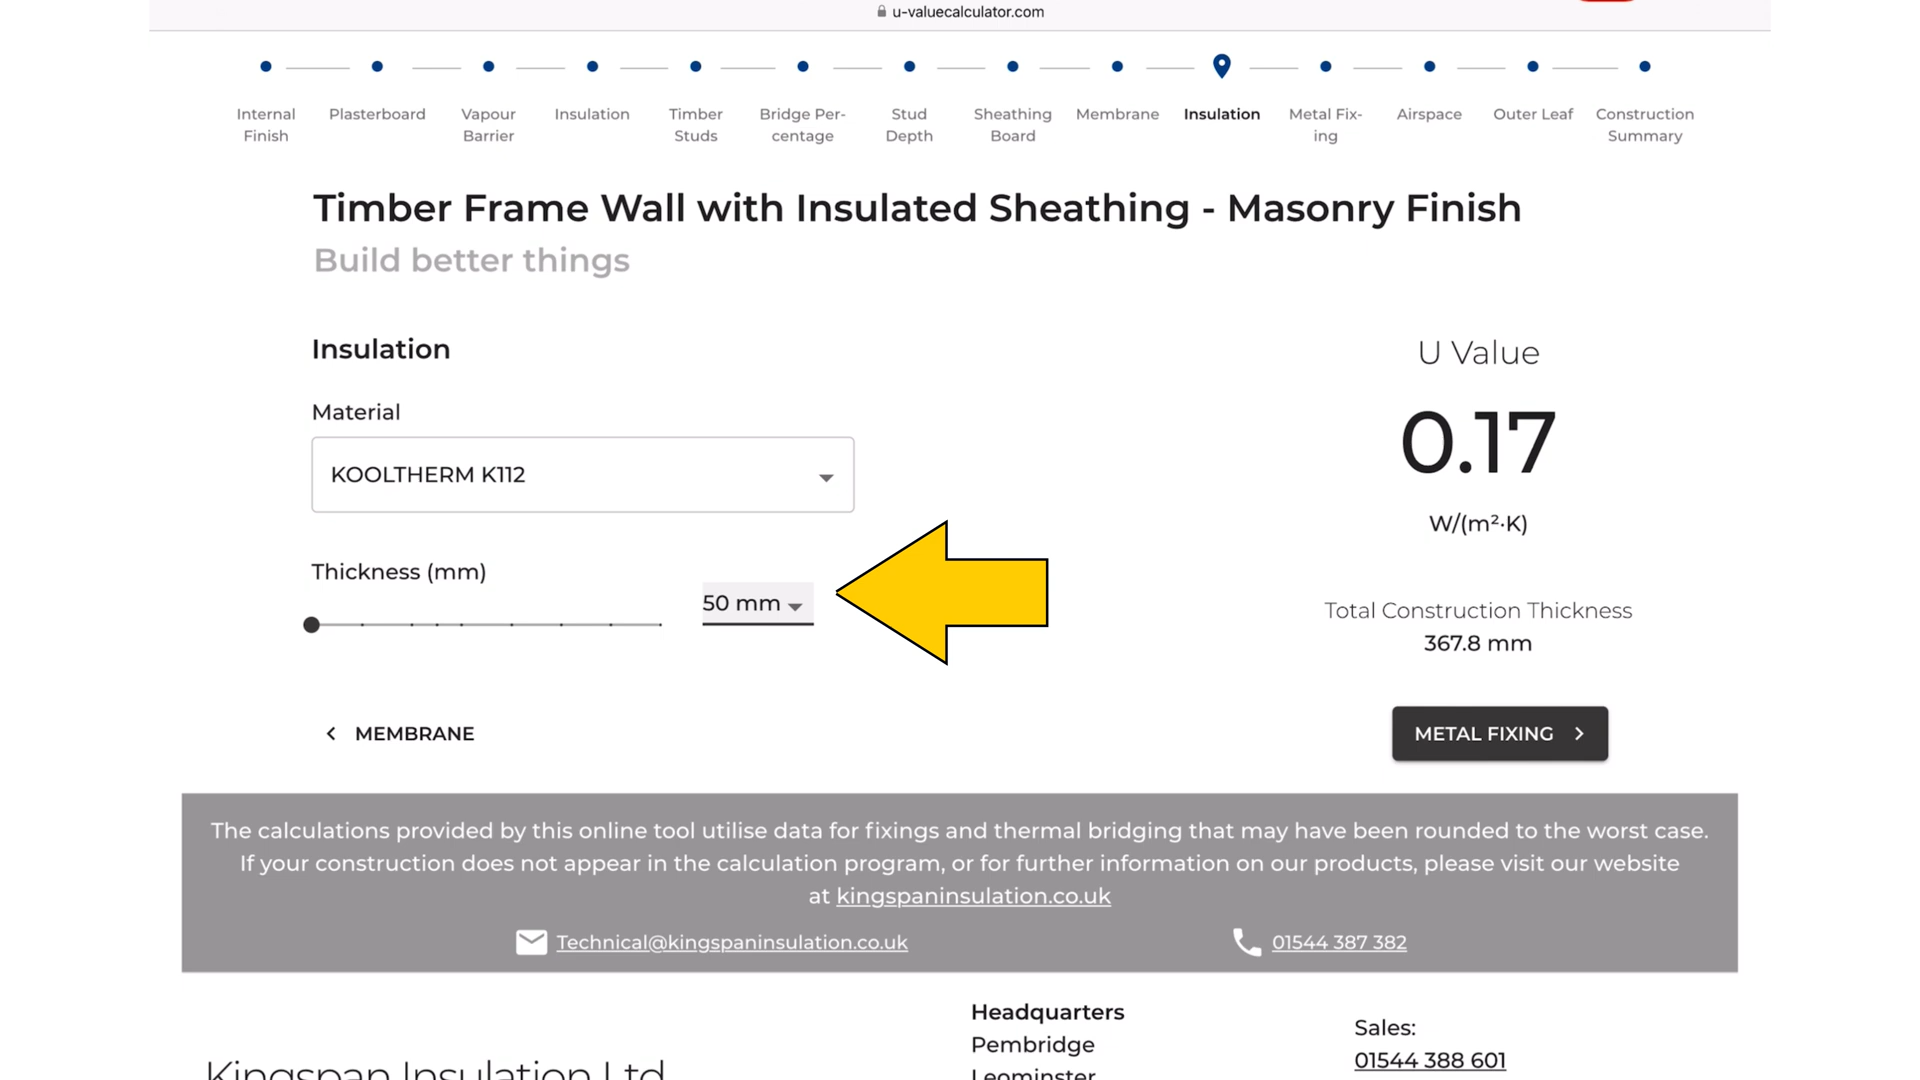 u-valuecalculator.com
Internal Finish
Plasterboard
Vapour Barrier
Insulation
Timber Studs
Bridge Per-centage
Stud Depth
Sheathing Board
Membrane
Insulation
Metal Fix-ing
Airspace
Outer Leaf
Construction Summary
Timber Frame Wall with Insulated Sheathing - Masonry Finish
Build better things
Insulation
Material
KOOLTHERM K112
Thickness (mm)
50 mm
U Value
0.17
W/(m²·K)
Total Construction Thickness
367.8 mm
MEMBRANE
METAL FIXING
The calculations provided by this online tool utilise data for fixings and thermal bridging that may have been rounded to the worst case.
If your construction does not appear in the calculation program, or for further information on our products, please visit our website
at kingspaninsulation.co.uk
Technical@kingspaninsulation.co.uk
01544 387 382
Kingspan Insulation Ltd
Headquarters
Pembridge
Leominster
Sales:
01544 388 601